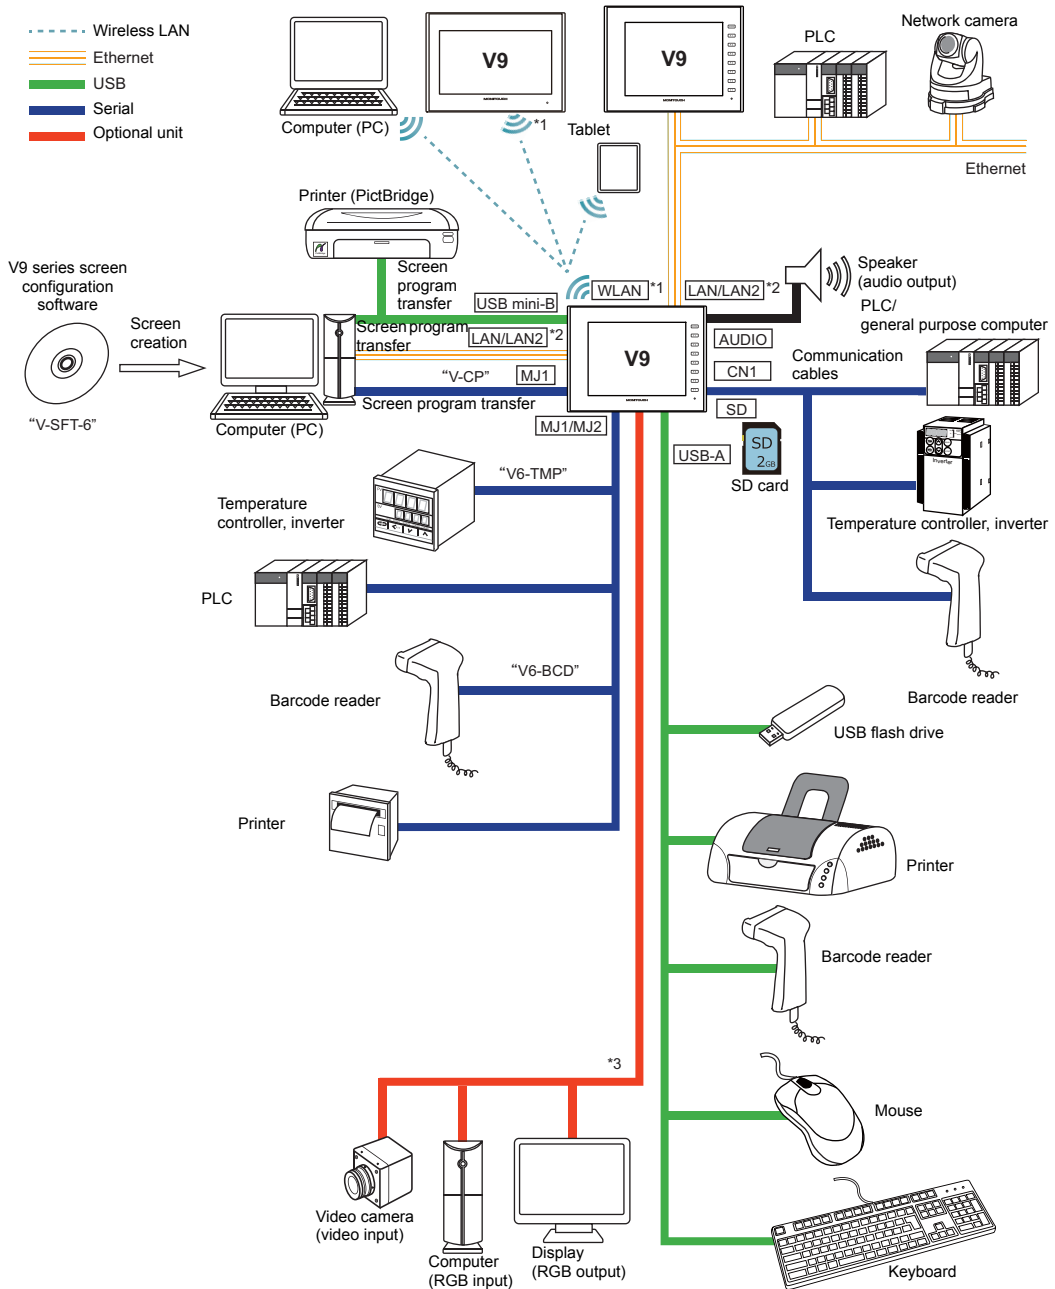 Wireless LAN
Ethernet
USB
Serial
Optional unit
Computer (PC)
V9
MONITOUCH
*1
V9
MONITOUCH
PLC
Network camera
Tablet
Ethernet
Printer (PictBridge)
V9 series screen
configuration
software
Screen
creation
"V-SFT-6"
Screen
program
transfer
USB mini-B
WLAN *1
LAN/LAN2 *2
Speaker
(audio output)
PLC/
general purpose computer
Screen program
transfer
LAN/LAN2 *2
V9
MONITOUCH
AUDIO
Communication
cables
"V-CP"
MJ1
CN1
Screen program transfer
Computer (PC)
MJ1/MJ2
SD
USB-A
SD
2GB
SD card
Inverter
"V6-TMP"
Temperature
controller, inverter
Temperature controller, inverter
PLC
"V6-BCD"
Barcode reader
Barcode reader
USB flash drive
Printer
Printer
Barcode reader
*3
Mouse
Video camera
(video input)
Computer
(RGB input)
Display
(RGB output)
Keyboard